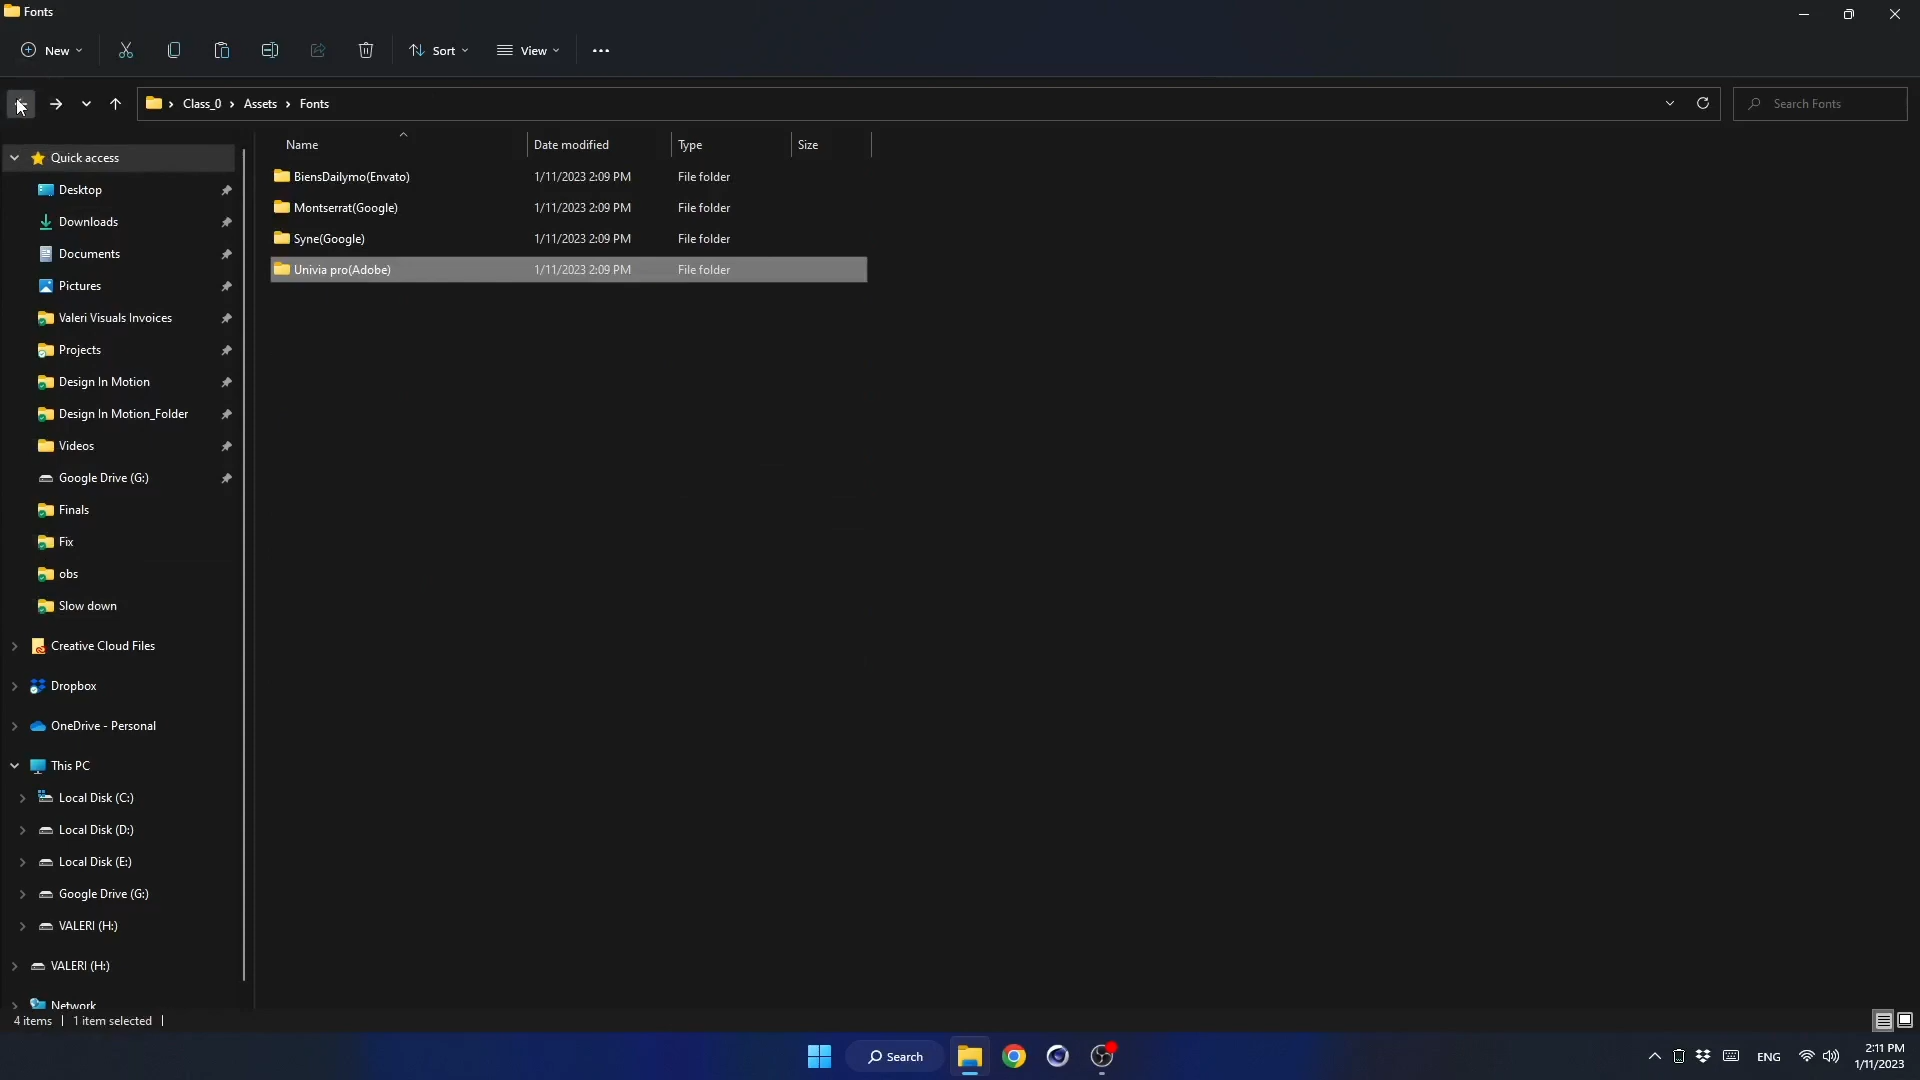 Fonts
New
Sort
View
Class_0 > Assets > Fonts
Search Fonts
Name Date modified Type Size
BiensDailymo(Envato) 1/11/2023 2:09 PM File folder
Montserrat(Google) 1/11/2023 2:09 PM File folder
Syne(Google) 1/11/2023 2:09 PM File folder
Univia pro(Adobe) 1/11/2023 2:09 PM File folder
Quick access
Desktop
Downloads
Documents
Pictures
Valeri Visuals Invoices
Projects
Design In Motion
Design In Motion_Folder
Videos
Google Drive (G:)
Finals
Fix
obs
Slow down
Creative Cloud Files
Dropbox
OneDrive - Personal
This PC
Local Disk (C:)
Local Disk (D:)
Local Disk (E:)
Google Drive (G:)
VALERI (H:)
VALERI (H:)
Network
4 items | 1 item selected |
Search
ENG
2:11 PM
1/11/2023